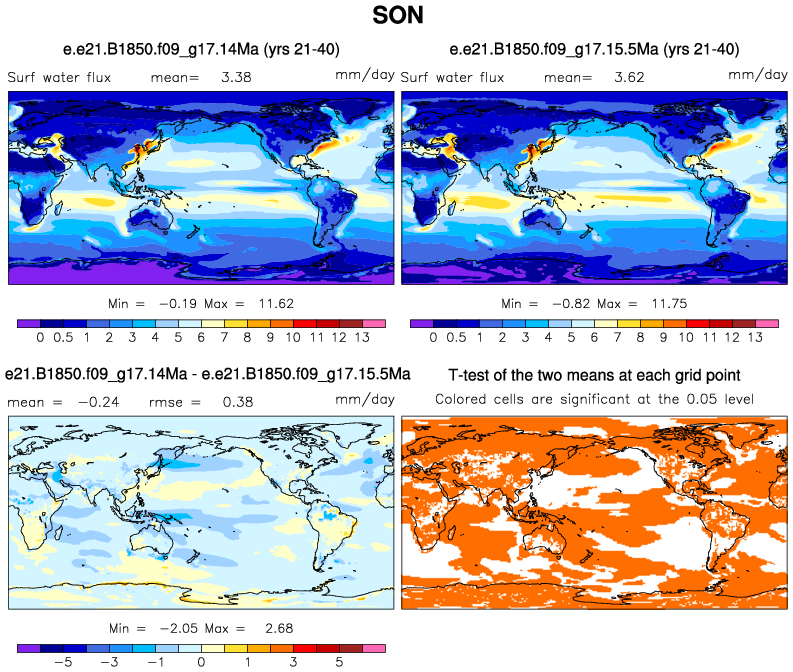 SON
e.e21.B1850.f09_g17.14Ma (yrs 21-40)
e.e21.B1850.f09_g17.15.5Ma (yrs 21-40)
Surf water flux mean= 3.38 mm/day
Surf water flux mean= 3.62 mm/day
Min = -0.19 Max = 11.62
Min = -0.82 Max = 11.75
0 0.5 1 2 3 4 5 6 7 8 9 10 11 12 13
0 0.5 1 2 3 4 5 6 7 8 9 10 11 12 13
e21.B1850.f09_g17.14Ma - e.e21.B1850.f09_g17.15.5Ma
T-test of the two means at each grid point
mean = -0.24 rmse = 0.38 mm/day
Colored cells are significant at the 0.05 level
Min = -2.05 Max = 2.68
-5 -3 -1 0 1 3 5